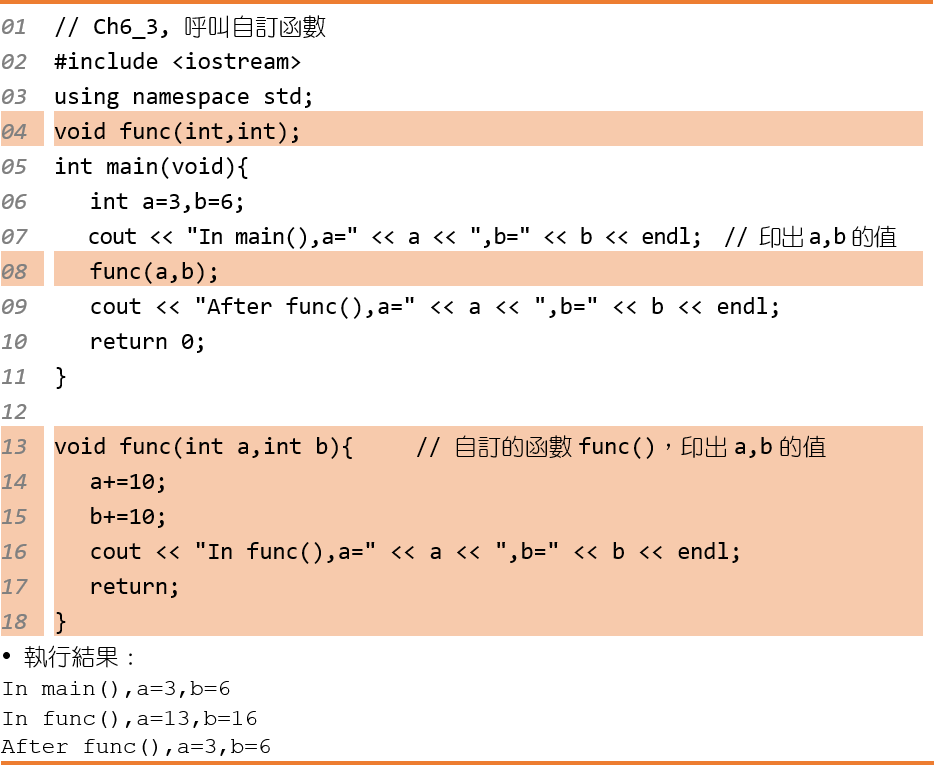 01 // Ch6_3, 呼叫自訂函數
02 #include <iostream>
03 using namespace std;
04 void func(int,int);
05 int main(void){
06 int a=3,b=6;
07 cout << "In main(),a=" << a << ",b=" << b << endl; // 印出 a,b 的值
08 func(a,b);
09 cout << "After func(),a=" << a << ",b=" << b << endl;
10 return 0;
11 }
12
13 void func(int a,int b){ // 自訂的函數 func()，印出 a,b 的值
14 a+=10;
15 b+=10;
16 cout << "In func(),a=" << a << ",b=" << b << endl;
17 return;
18 }
• 執行結果：
In main(),a=3,b=6
In func(),a=13,b=16
After func(),a=3,b=6